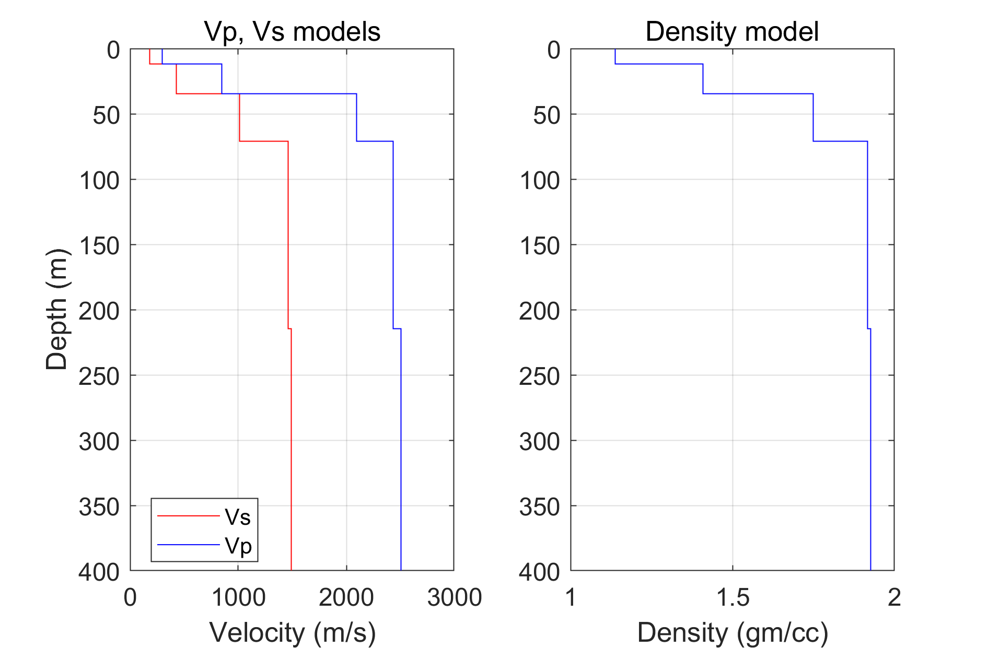 Vp, Vs models
0
50
100
150
200
250
300
350
400
Depth (m)
Vs
Vp
0 1000 2000 3000
Velocity (m/s)
Density model
0
50
100
150
200
250
300
350
400
1 1.5 2
Density (gm/cc)